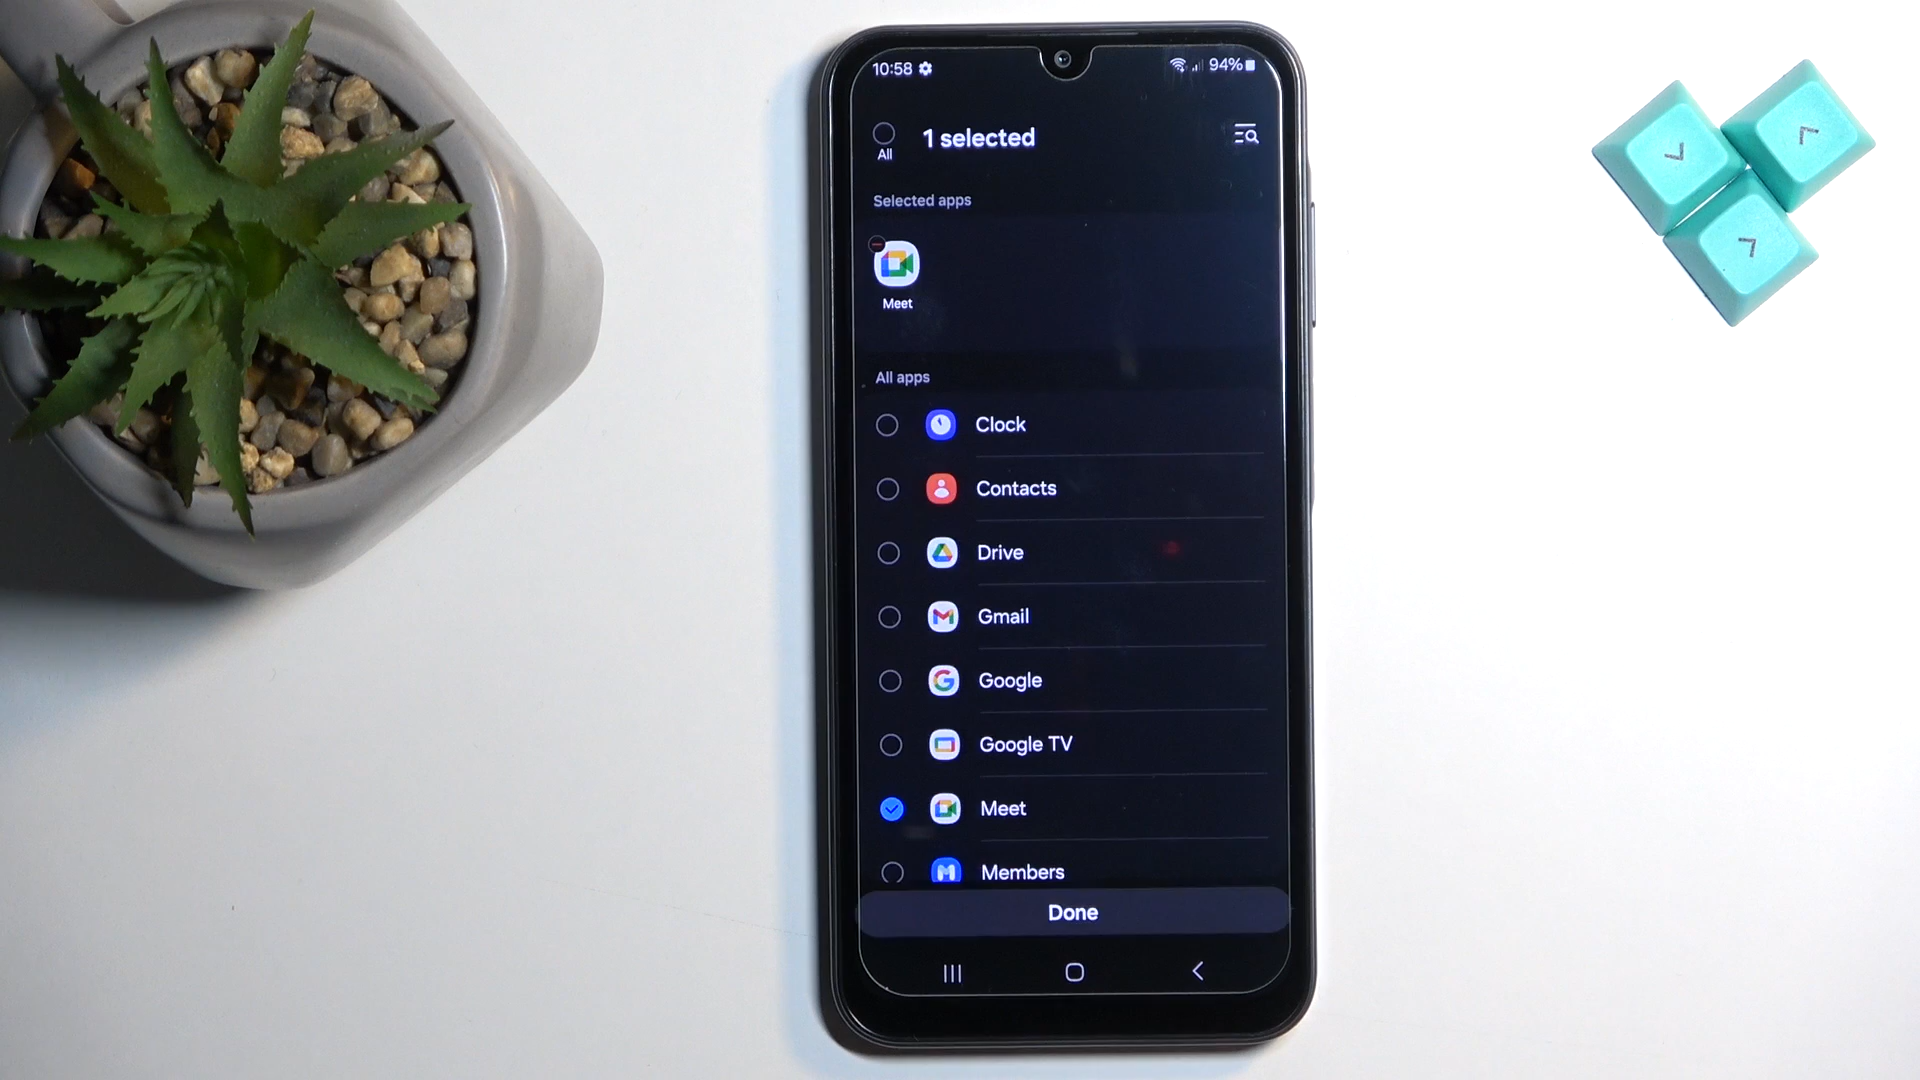 10:58
94%
All
1 selected
Selected apps
Meet
All apps
Clock
Contacts
Drive
Gmail
Google
Google TV
Meet
Members
Done